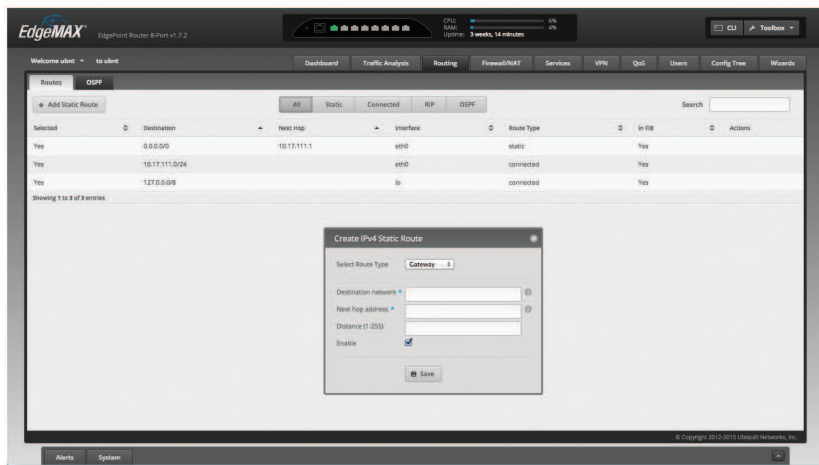 EdgeMAX EdgePoint Router 8-Port v1.7.2
CPU: 6%
RAM: 4%
Uptime: 3 weeks, 14 minutes
CLI Toolbox
Welcome ubnt to ubnt
Dashboard Traffic Analysis Routing Firewall/NAT Services VPN QoS Users Config Tree Wizards
Routes OSPF
+ Add Static Route All Static Connected RIP OSPF Search
Selected Destination Next Hop Interface Route Type In FIB Actions
Yes 0.0.0.0/0 10.17.111.1 eth0 static Yes
Yes 10.17.111.0/24 eth0 connected Yes
Yes 127.0.0.0/8 lo connected Yes
Showing 1 to 3 of 3 entries
Create IPv4 Static Route
Select Route Type Gateway
Destination network *
Next hop address *
Distance (1-255)
Enable
Save
© Copyright 2012-2015 Ubiquiti Networks, Inc.
Alerts System